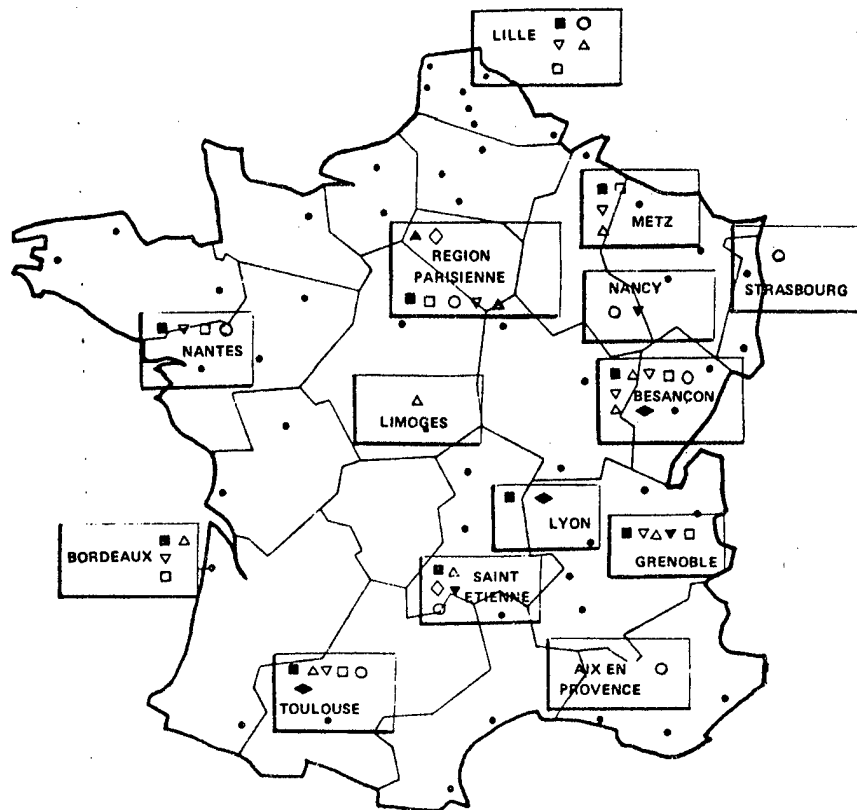 LILLE
METZ
REGION
PARISIENNE
NANCY
STRASBOURG
NANTES
BESANÇON
LIMOGES
LYON
BORDEAUX
GRENOBLE
SAINT
ETIENNE
AIX EN
PROVENCE
TOULOUSE